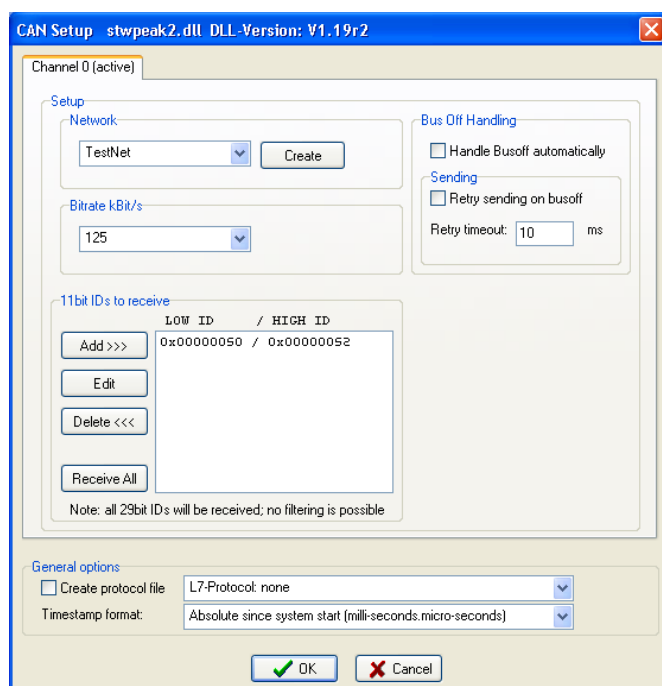 CAN Setup stwpeak2.dll DLL-Version: V1.19r2
Channel 0 (active)
Setup
Network
TestNet
Create
Bitrate kBit/s
125
Bus Off Handling
Handle Busoff automatically
Sending
Retry sending on busoff
Retry timeout: 10 ms
11bit IDs to receive
LOW ID / HIGH ID
0x00000050 / 0x00000052
Add >>>
Edit
Delete <<<
Receive All
Note: all 29bit IDs will be received; no filtering is possible
General options
Create protocol file
L7-Protocol: none
Timestamp format:
Absolute since system start (milli-seconds.micro-seconds)
OK
Cancel